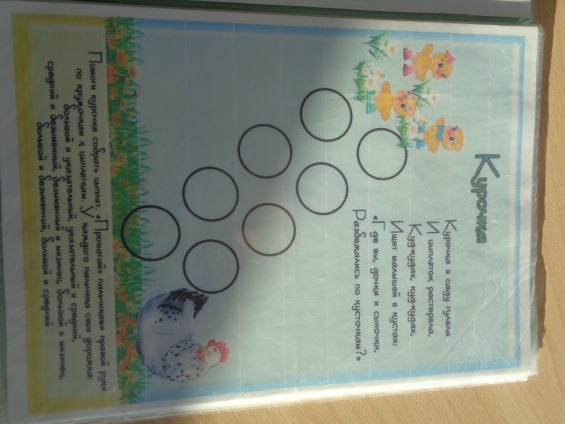 Курочка
Курочка в саду гуляла
И цыпляток растеряла,
Куд-кудах, куд-кудах,
Ищет малышей в кустах:
«Где вы, дочки и сыночки,
Разбежались по кусточкам?»
Помоги курочке собрать цыплят. «Прошагай» пальчиками правой руки
по кружочкам к цыпляткам. У каждого пальчика своя дорожка:
большой и указательный, указательный и средний,
средний и безымянный, безымянный и мизинец, большой и мизинец,
большой и безымянный, большой и средний